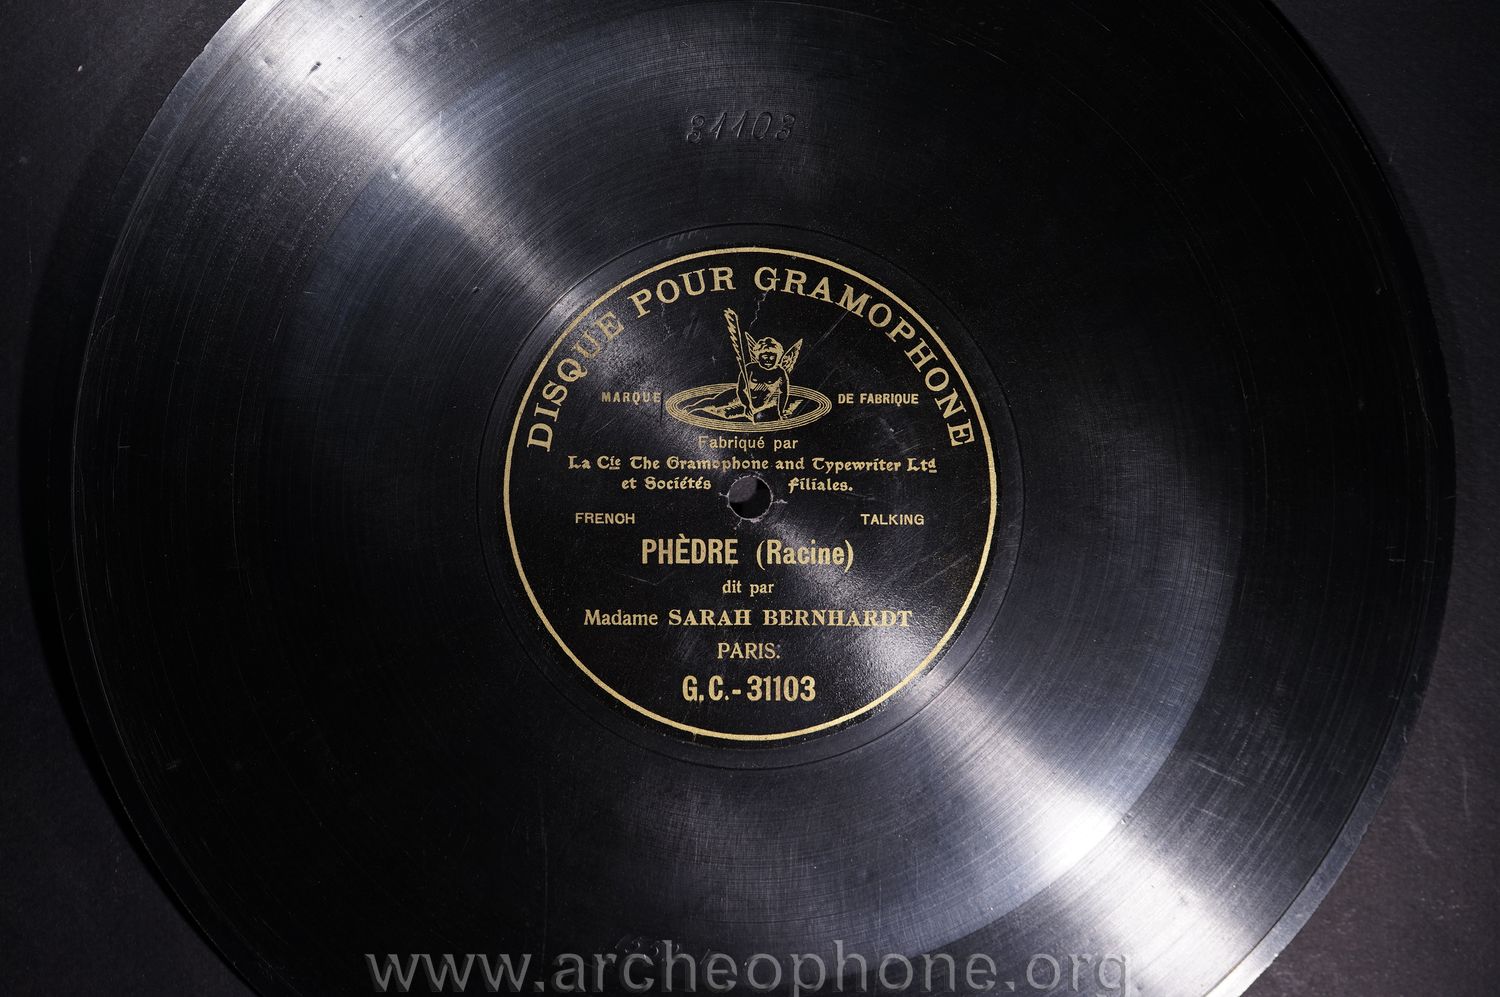 31103
DISQUE POUR GRAMOPHONE
MARQUE DE FABRIQUE
Fabriqué par
La Cie The Gramophone and Typewriter Ltd
et Sociétés filiales.
FRENCH TALKING
PHÈDRE (Racine)
dit par
Madame SARAH BERNHARDT
PARIS.
G.C.-31103
www.archeophone.org